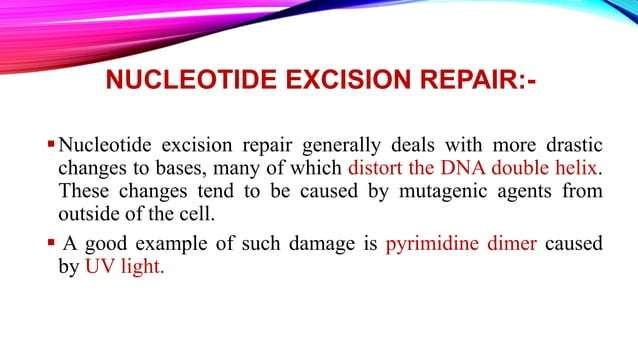 NUCLEOTIDE EXCISION REPAIR:-
▪Nucleotide excision repair generally deals with more drastic
changes to bases, many of which distort the DNA double helix.
These changes tend to be caused by mutagenic agents from
outside of the cell.
▪ A good example of such damage is pyrimidine dimer caused
by UV light.